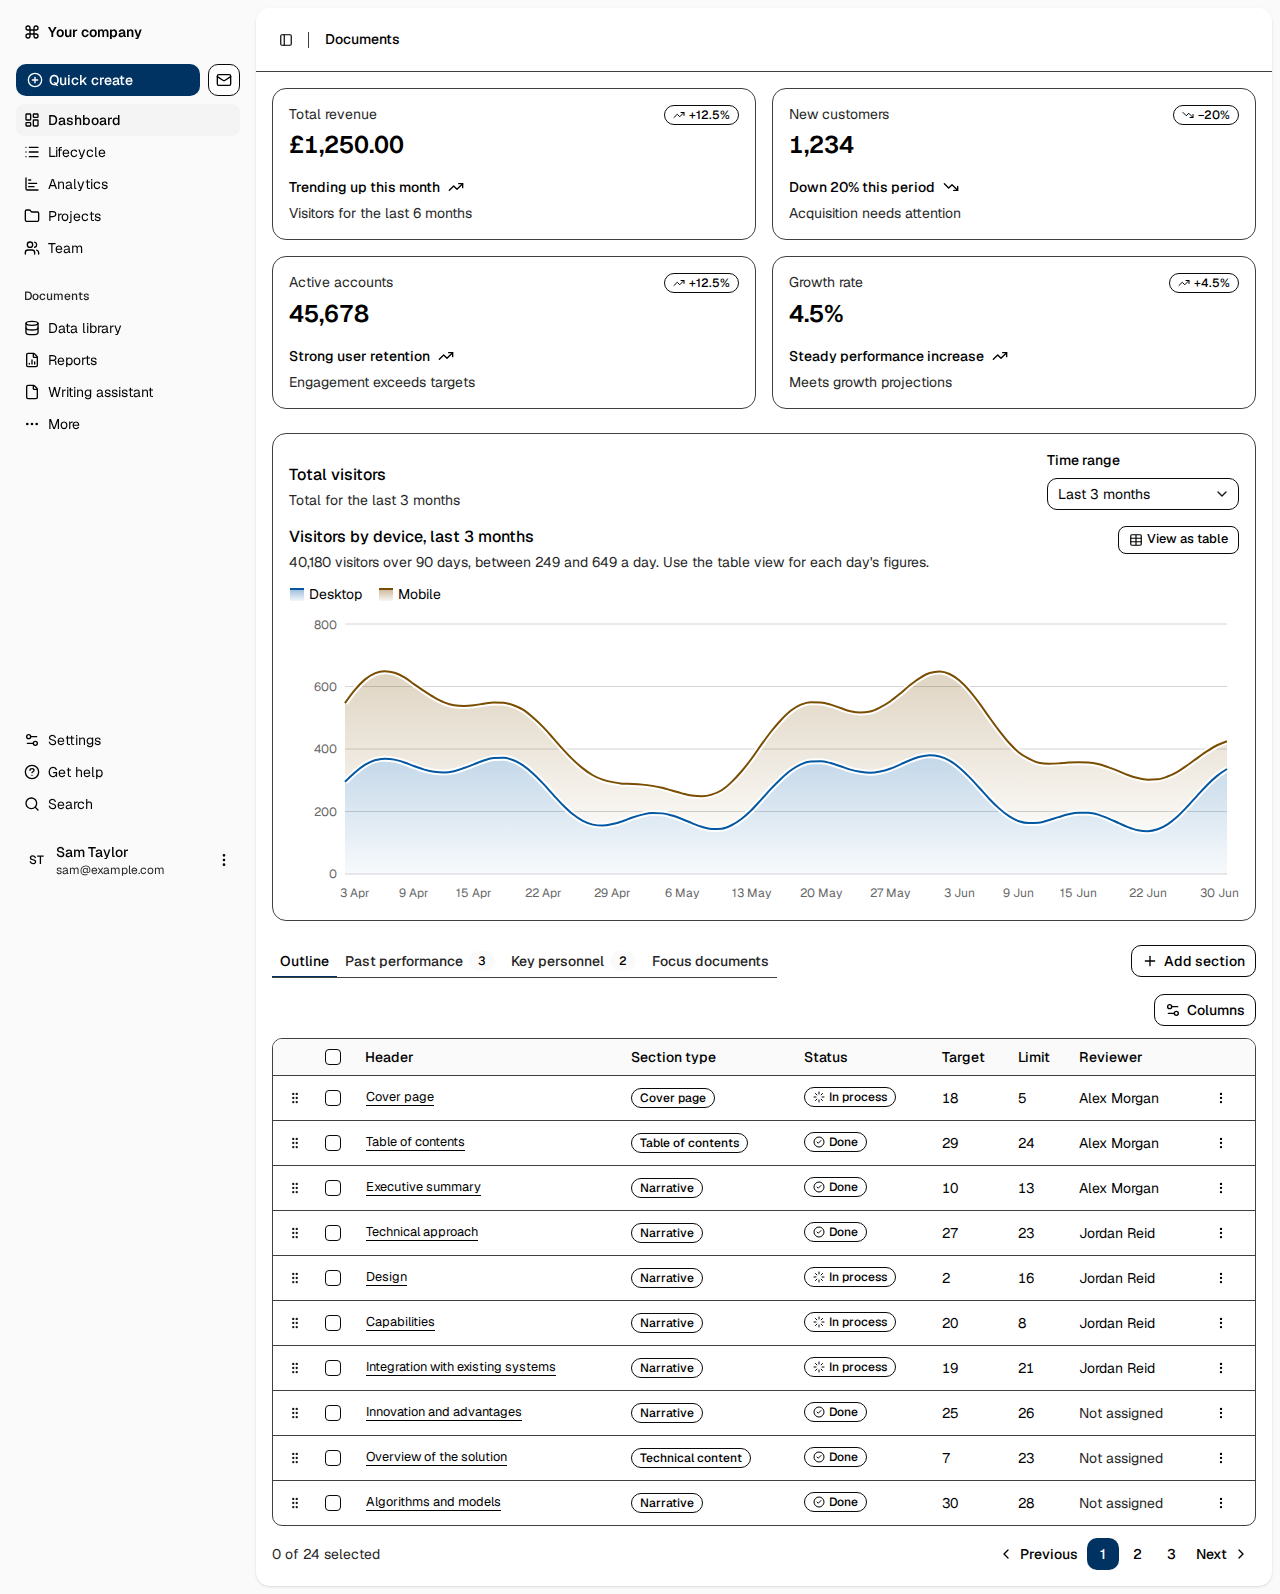 Your company
Quick create
Dashboard
Lifecycle
Analytics
Projects
Team
Documents
Data library
Reports
Writing assistant
More
Settings
Get help
Search
ST
Sam Taylor
sam@example.com
Documents
Total revenue
+12.5%
£1,250.00
Trending up this month
Visitors for the last 6 months
New customers
−20%
1,234
Down 20% this period
Acquisition needs attention
Active accounts
+12.5%
45,678
Strong user retention
Engagement exceeds targets
Growth rate
+4.5%
4.5%
Steady performance increase
Meets growth projections
Total visitors
Total for the last 3 months
Time range
Last 3 months
Visitors by device, last 3 months
40,180 visitors over 90 days, between 249 and 649 a day. Use the table view for each day's figures.
View as table
Desktop Mobile
800
600
400
200
0
3 Apr 9 Apr 15 Apr 22 Apr 29 Apr 6 May 13 May 20 May 27 May 3 Jun 9 Jun 15 Jun 22 Jun 30 Jun
Outline Past performance 3 Key personnel 2 Focus documents
Add section
Columns
Header Section type Status Target Limit Reviewer
Cover page Cover page In process 18 5 Alex Morgan
Table of contents Table of contents Done 29 24 Alex Morgan
Executive summary Narrative Done 10 13 Alex Morgan
Technical approach Narrative Done 27 23 Jordan Reid
Design Narrative In process 2 16 Jordan Reid
Capabilities Narrative In process 20 8 Jordan Reid
Integration with existing systems Narrative In process 19 21 Jordan Reid
Innovation and advantages Narrative Done 25 26 Not assigned
Overview of the solution Technical content Done 7 23 Not assigned
Algorithms and models Narrative Done 30 28 Not assigned
0 of 24 selected
Previous 1 2 3 Next